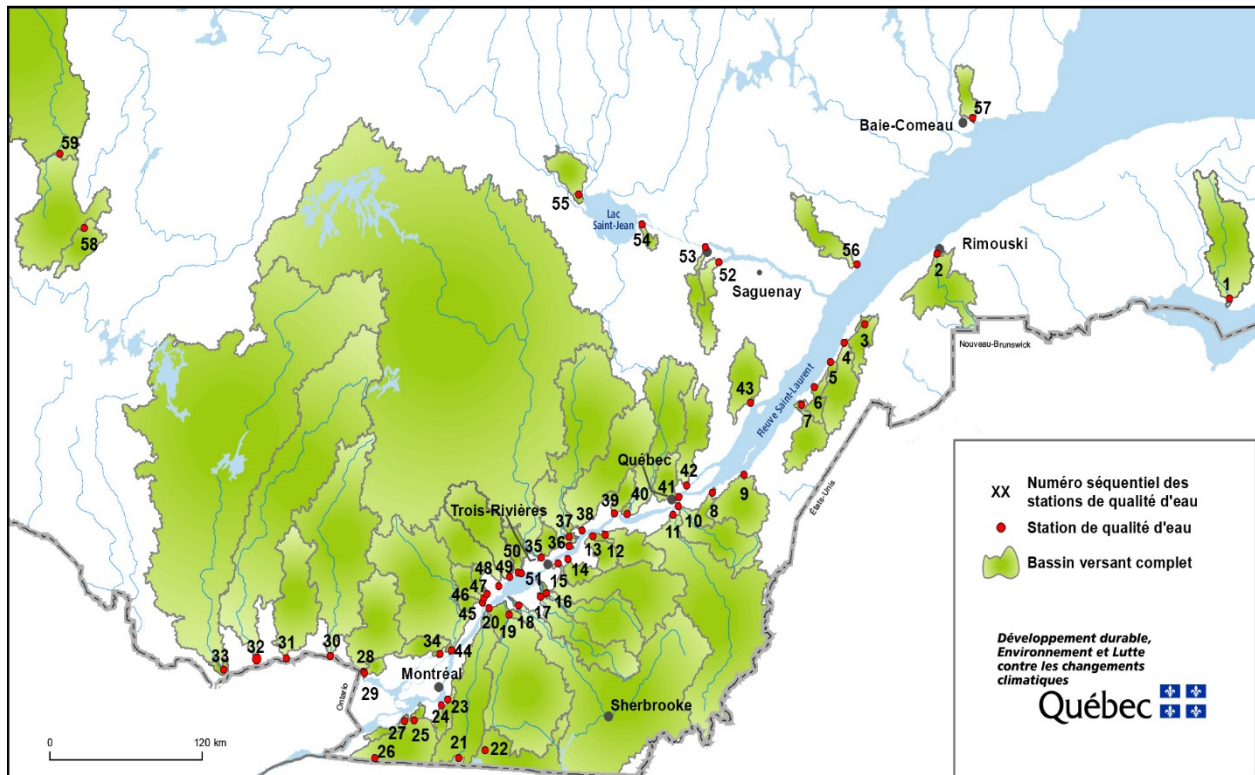 57
Baie-Comeau
59
55
Lac
Saint-Jean
54
53
52
Saguenay
56
Rimouski
2
1
58
3
Nouveau-Brunswick
4
5
6
7
43
Fleuve Saint-Laurent
États-Unis
Québec
42
41
40
39
9
8
10
11
Trois-Rivières
38
37
36
35
13
12
14
15
50
51
49
48
47
46
45
16
17
18
19
20
34
44
33
32
31
30
28
29
Montréal
Ontario
23
24
Sherbrooke
27
25
26
21
22
0
120 km
XX Numéro séquentiel des
stations de qualité d'eau
Station de qualité d'eau
Bassin versant complet
Développement durable,
Environnement et Lutte
contre les changements
climatiques
Québec